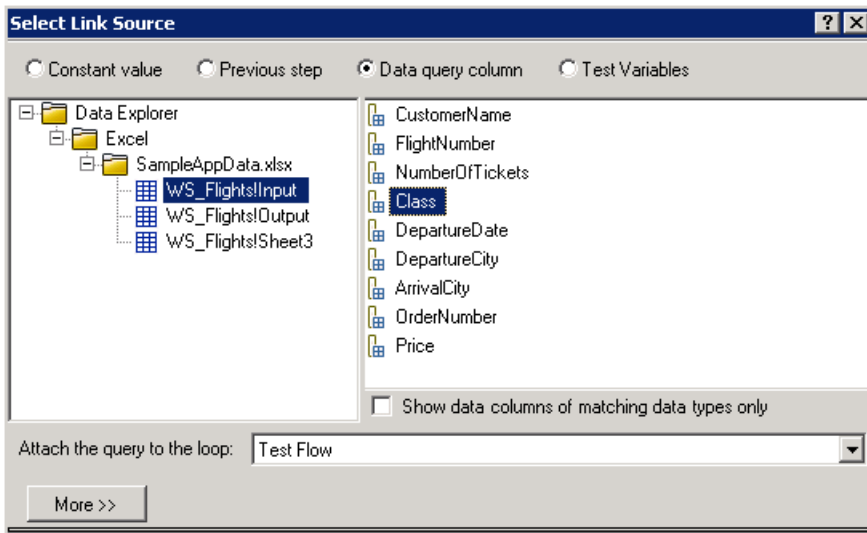 Select Link Source
Constant value Previous step Data query column Test Variables
Data Explorer
Excel
SampleAppData.xlsx
WS_Flights!Input
WS_Flights!Output
WS_Flights!Sheet3
CustomerName
FlightNumber
NumberOfTickets
Class
DepartureDate
DepartureCity
ArrivalCity
OrderNumber
Price
Show data columns of matching data types only
Attach the query to the loop: Test Flow
More >>